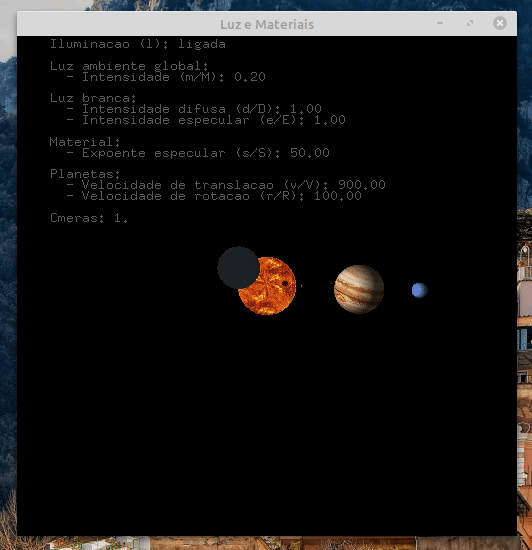 Luz e Materiais
Iluminacao (l): ligada
Luz ambiente global:
- Intensidade (m/M): 0.20
Luz branca:
- Intensidade difusa (d/D): 1.00
- Intensidade especular (e/E): 1.00
Material:
- Expoente especular (s/S): 50.00
Planetas:
- Velocidade de translacao (v/V): 900.00
- Velocidade de rotacao (r/R): 100.00
Cmeras: 1.